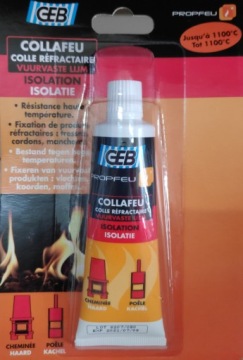 GEB
PROPFEU
COLLAFEU
COLLE RÉFRACTAIRE
VUURVASTE LIJM
ISOLATION
ISOLATIE
Jusqu'à 1100°C
Tot 1100°C
• Résistance haute
température.
• Fixation de
réfractaires :
cordons,
• Bestand tegen
temperaturen.
• Fixeren van
produkten :
koorden,
GEB
PROPFEU
COLLAFEU
COLLE RÉFRACTAIRE
VUURVASTE
ISOLATION
ISOLATIE
CHEMINÉE
HAARD
POÊLE
KACHEL
CHEMINÉE
HAARD
POÊLE
KACHEL